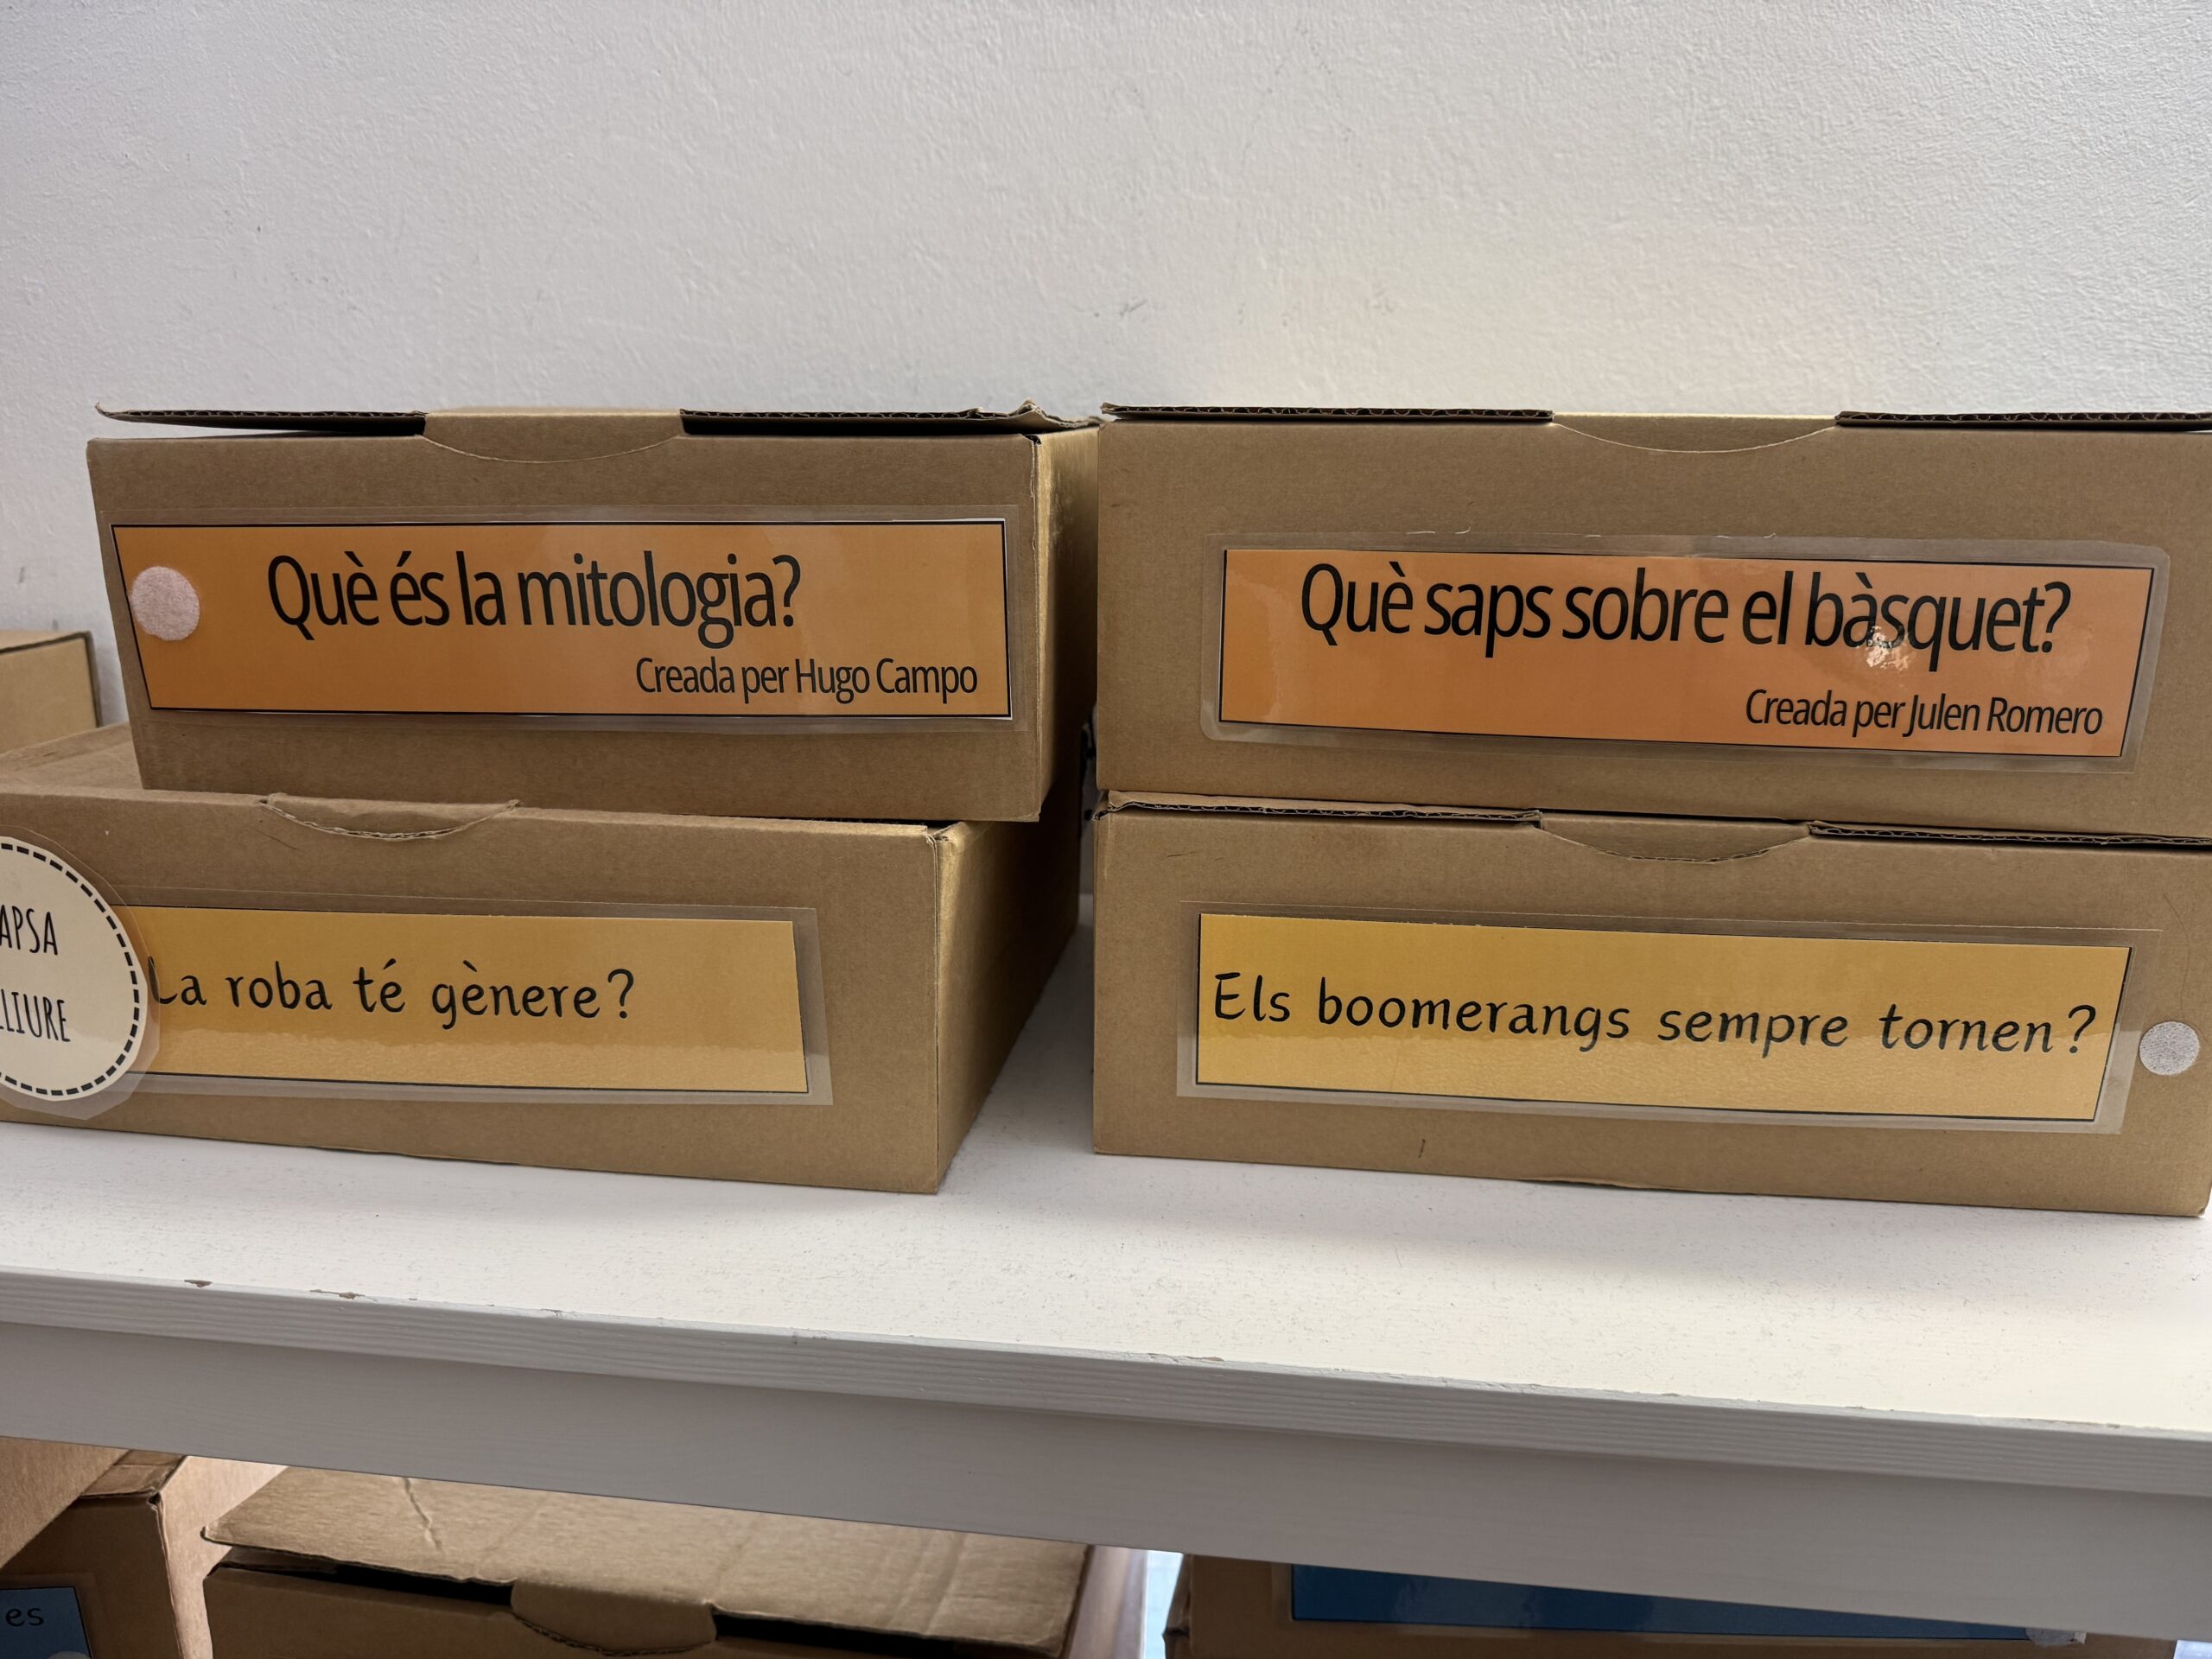 Què és la mitologia?
Creada per Hugo Campo
Què saps sobre el bàsquet?
Creada per Julen Romero
La roba té gènere?
Els boomerangs sempre tornen?